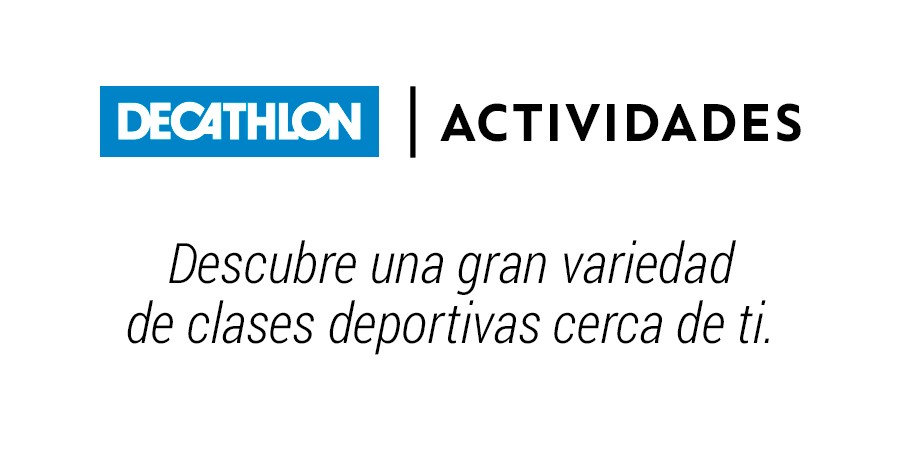 DECATHLON | ACTIVIDADES
Descubre una gran variedad
de clases deportivas cerca de ti.